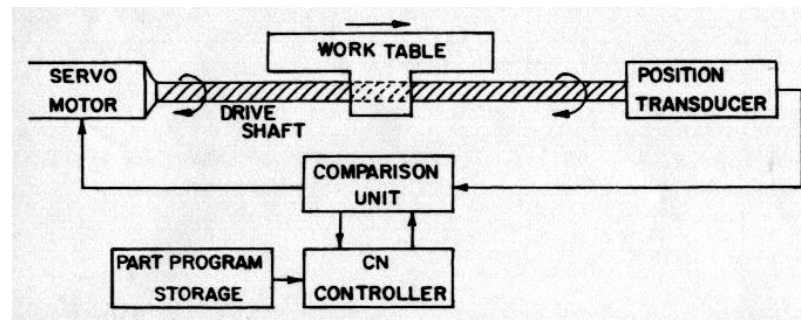 WORK TABLE
SERVO
MOTOR
DRIVE
SHAFT
POSITION
TRANSDUCER
COMPARISON
UNIT
PART PROGRAM
STORAGE
CN
CONTROLLER